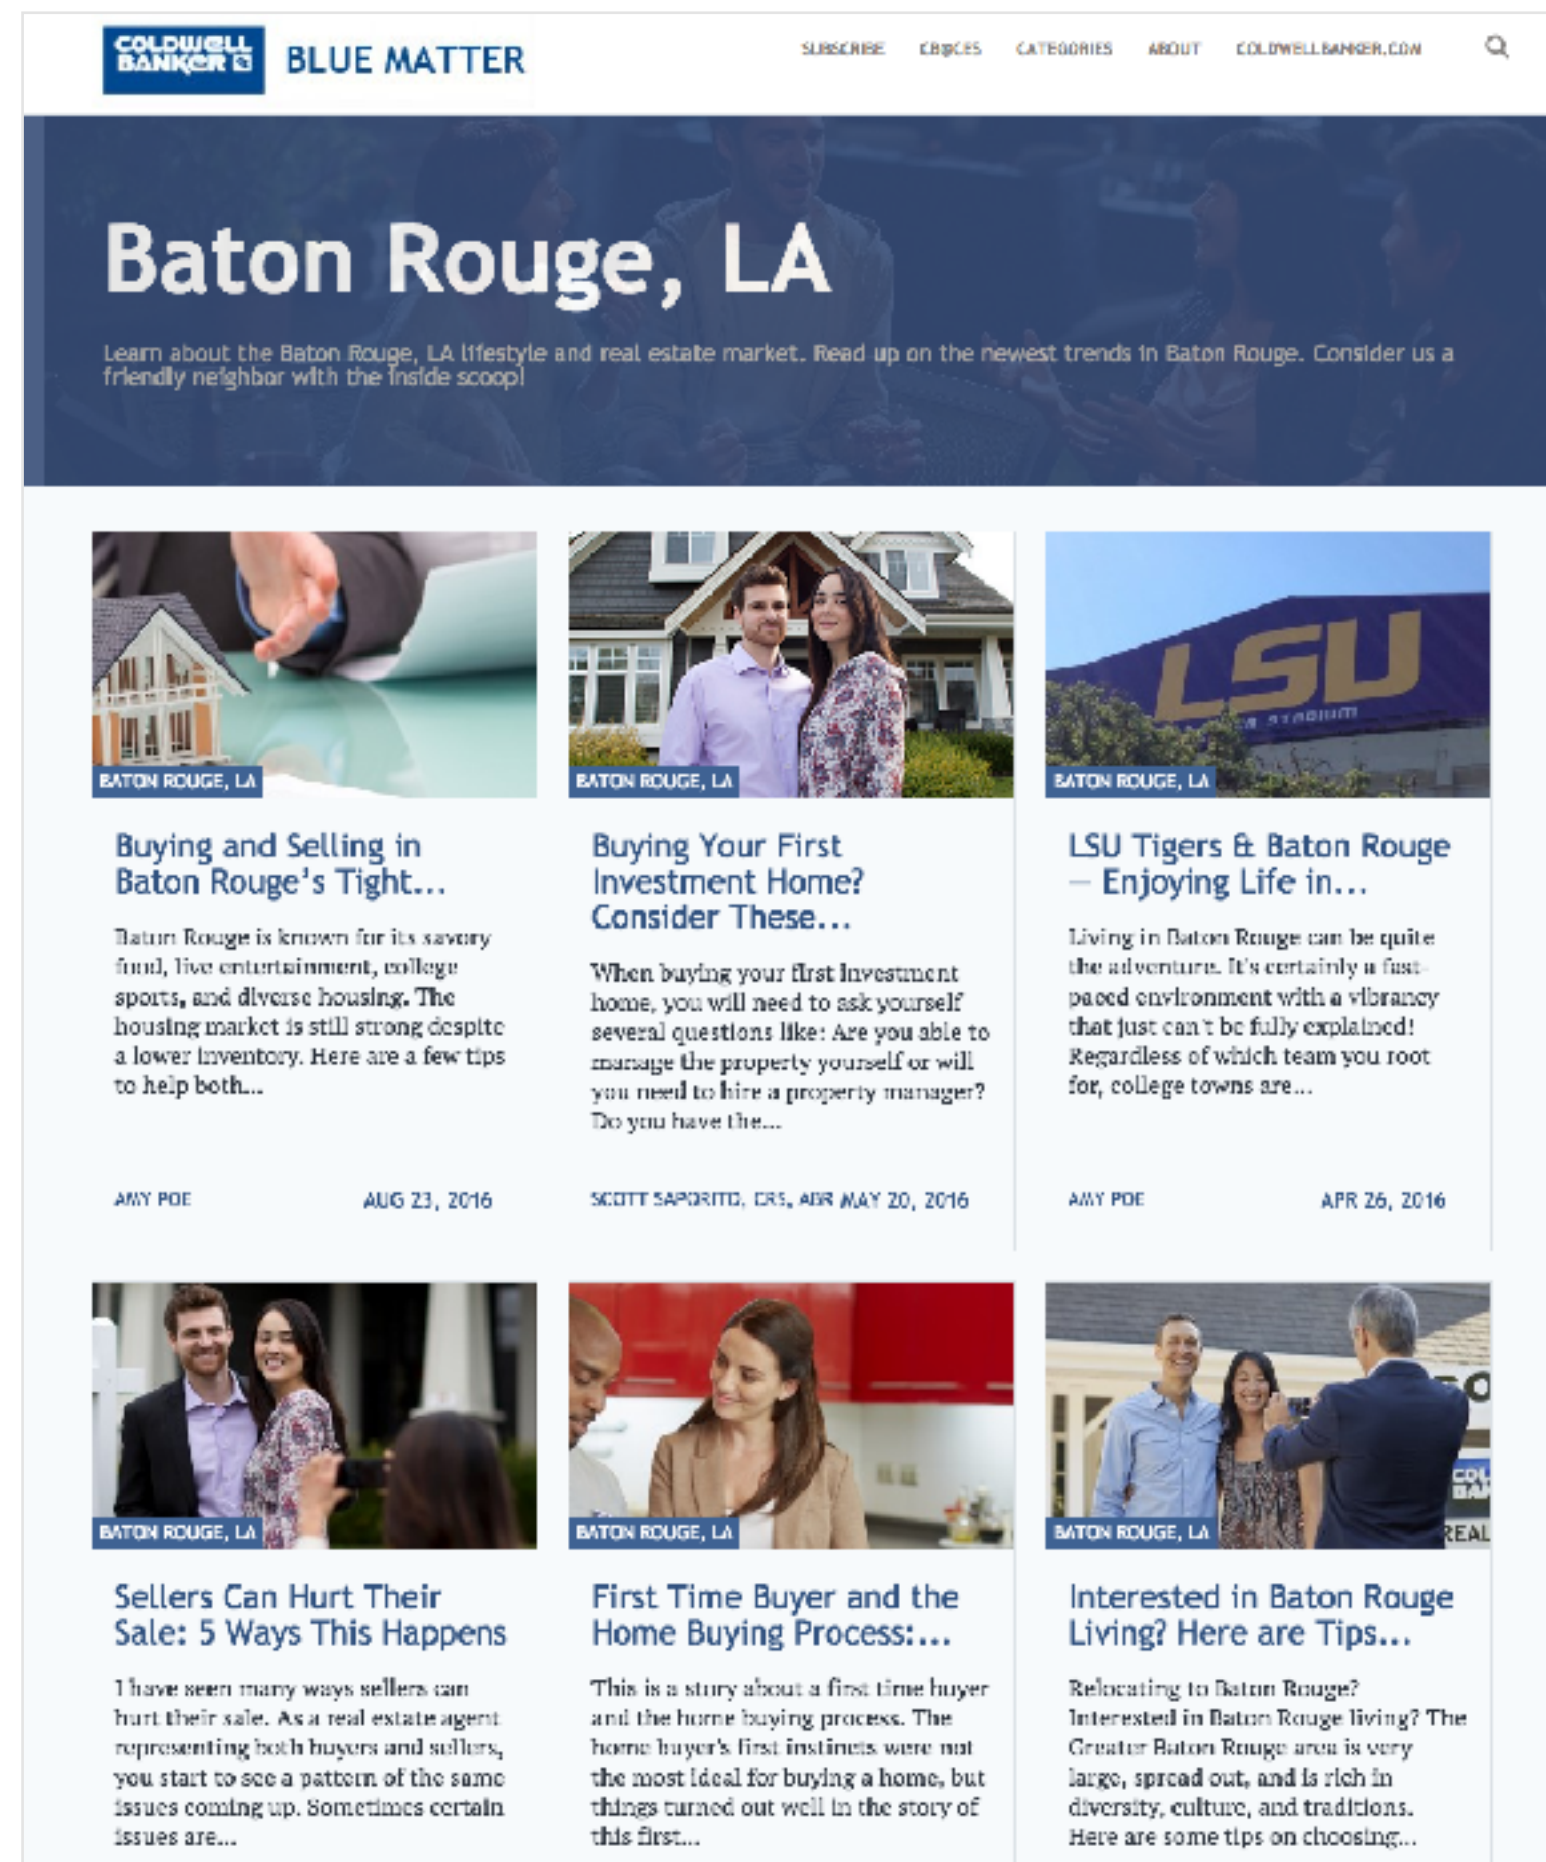 COLDWELL
BANKER
BLUE MATTER
SUBSCRIBE
CB@CES
CATEGORIES
ABOUT
COLDWELLBANKER.COM
Baton Rouge, LA
Learn about the Baton Rouge, LA lifestyle and real estate market. Read up on the newest trends in Baton Rouge. Consider us a
friendly neighbor with the inside scoop!
BATON ROUGE, LA
Buying and Selling in
Baton Rouge's Tight...
Baton Rouge is known for its savory
food, live entertainment, college
sports, and diverse housing. The
housing market is still strong despite
a lower inventory. Here are a few tips
to help both...
AMY POE
AUG 23, 2016
BATON ROUGE, LA
Buying Your First
Investment Home?
Consider These...
When buying your first investment
home, you will need to ask yourself
several questions like: Are you able to
manage the property yourself or will
you need to hire a property manager?
Do you have the...
SCOTT SAPORITO, CRS, ABR MAY 20, 2016
LSU
STADIUM
BATON ROUGE, LA
LSU Tigers & Baton Rouge
— Enjoying Life in...
Living in Baton Rouge can be quite
the adventure. It's certainly a fast-
paced environment with a vibrancy
that just can't be fully explained!
Regardless of which team you root
for, college towns are...
AMY POE
APR 26, 2016
BATON ROUGE, LA
Sellers Can Hurt Their
Sale: 5 Ways This Happens
I have seen many ways sellers can
hurt their sale. As a real estate agent
representing both buyers and sellers,
you start to see a pattern of the same
issues coming up. Sometimes certain
issues are...
BATON ROUGE, LA
First Time Buyer and the
Home Buying Process:...
This is a story about a first time buyer
and the home buying process. The
home buyer's first instincts were not
the most ideal for buying a home, but
things turned out well in the story of
this first...
COL
BAN
REAL
BATON ROUGE, LA
Interested in Baton Rouge
Living? Here are Tips...
Relocating to Baton Rouge?
Interested in Baton Rouge living? The
Greater Baton Rouge area is very
large, spread out, and is rich in
diversity, culture, and traditions.
Here are some tips on choosing...